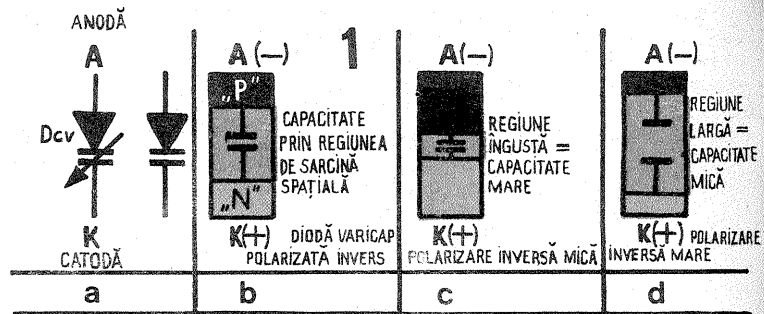 1
ANODĂ
A
Dcv
K
CATODĂ
a
A(–)
„P”
CAPACITATE
PRIN REGIUNEA
DE SARCINĂ
SPAȚIALĂ
„N”
K(+) DIODĂ VARICAP
POLARIZATĂ INVERS
b
A(–)
REGIUNE
ÎNGUSTĂ =
CAPACITATE
MARE
K(+)
POLARIZARE INVERSĂ MICĂ
c
A(–)
REGIUNE
LARGĂ =
CAPACITATE
MICĂ
K(+) POLARIZARE
INVERSĂ MARE
d